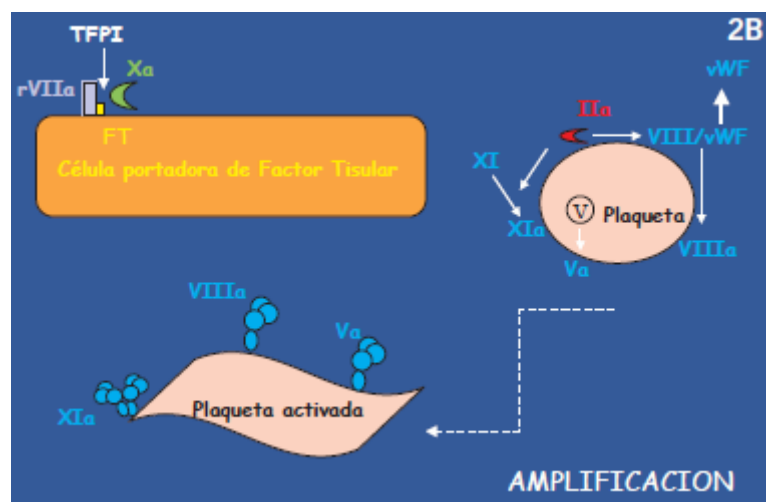 TFPI
2B
Xa
vWF
rVIIa
IIa
FT
VIII/vWF
Célula portadora de Factor Tisular
XI
V Plaqueta
XIa
VIIIa
Va
VIIIa
Va
Plaqueta activada
XIa
AMPLIFICACION